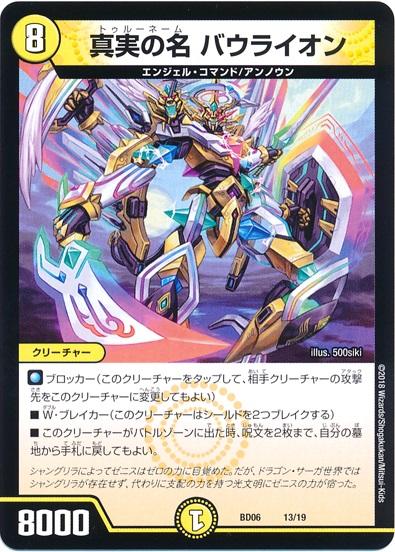 8
トゥルーネーム
真実の名 バウライオン
エンジェル・コマンド/アンノウン
illus. 500siki
クリーチャー
ブロッカー(このクリーチャーをタップして、相手クリーチャーの攻撃
先をこのクリーチャーに変更してもよい)
■W・ブレイカー(このクリーチャーはシールドを2つブレイクする)
■このクリーチャーがバトルゾーンに出た時、呪文を2枚まで、自分の墓
地から手札に戻してもよい。
シャングリラによってゼニスはゼロの力に目覚めた。だが、ドラゴン・サーガ世界では
シャングリラが存在せず、代わりに支配の力を持つ光文明にゼニスの力が宿った。
©2018 Wizards/Shogakukan/Mitsui-Kids
8000
1
BD06 13/19